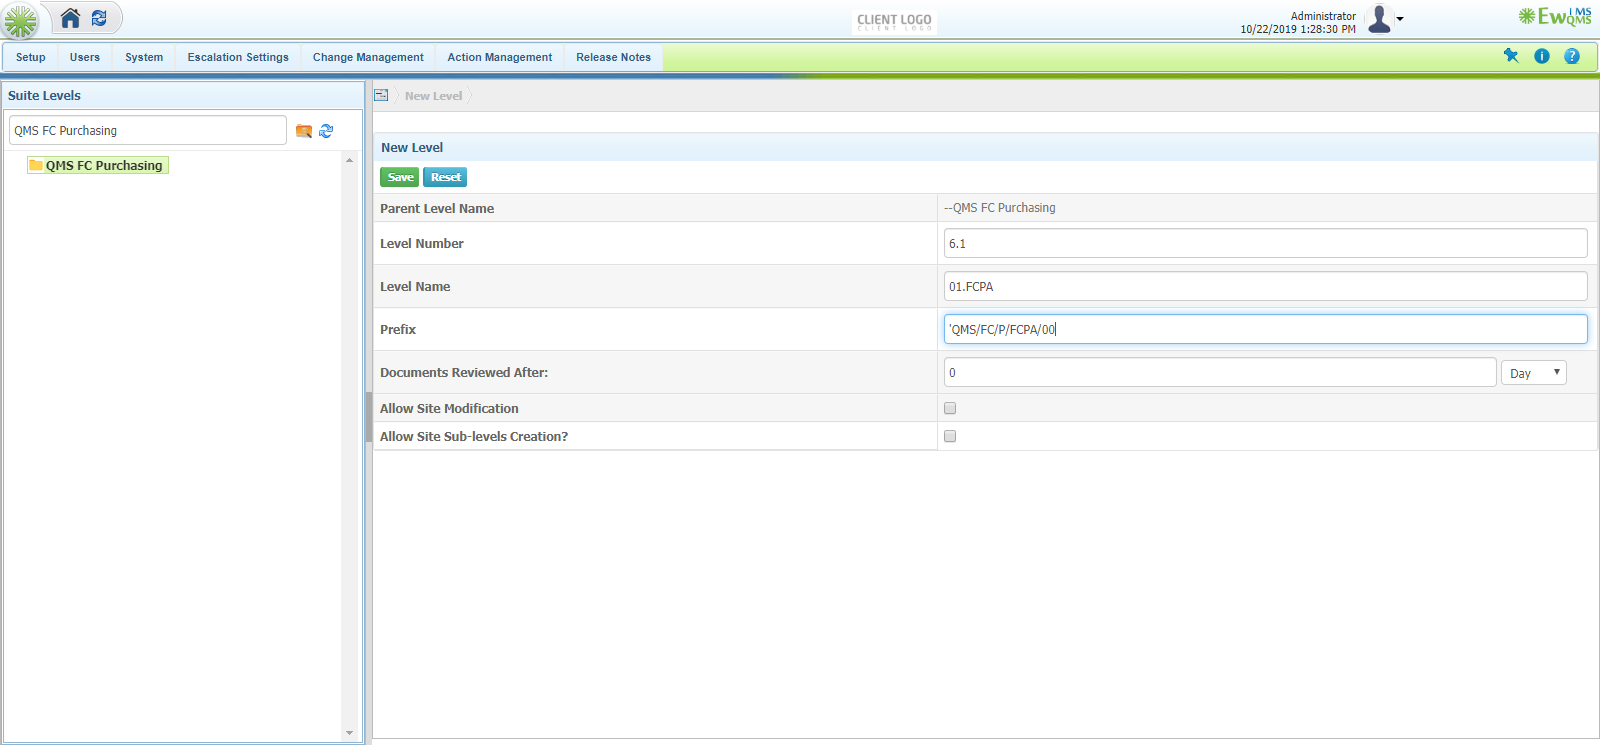 Administrator
10/22/2019 1:28:30 PM
CLIENT LOGO
CLIENT LOGO
EwQMS
LMS
Setup Users System Escalation Settings Change Management Action Management Release Notes
Suite Levels
QMS FC Purchasing
QMS FC Purchasing
New Level
New Level
Save Reset
Parent Level Name --QMS FC Purchasing
Level Number 6.1
Level Name 01.FCPA
Prefix 'QMS/FC/P/FCPA/00
Documents Reviewed After: 0 Day
Allow Site Modification
Allow Site Sub-levels Creation?